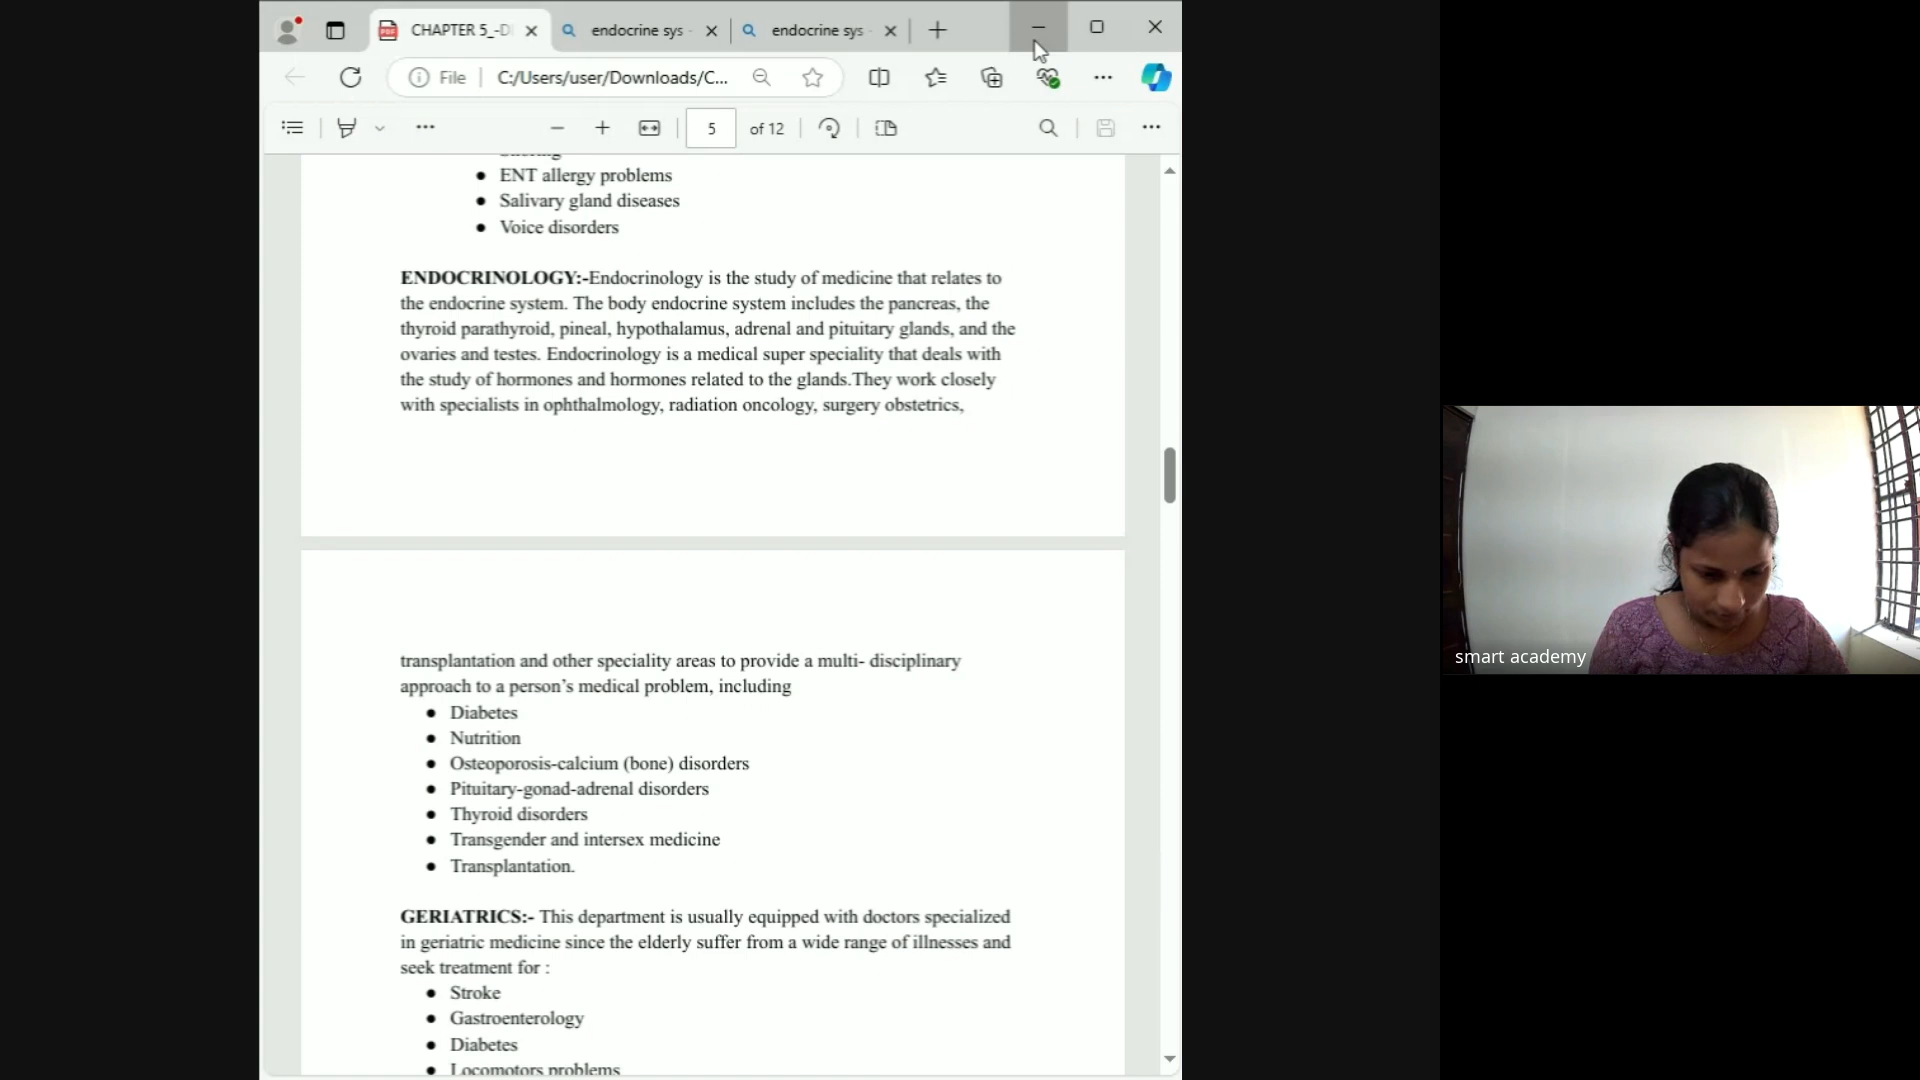 CHAPTER 5_-D
endocrine sys
endocrine sys
File
C:/Users/user/Downloads/C...
5
of 12
● ENT allergy problems
● Salivary gland diseases
● Voice disorders
ENDOCRINOLOGY:-Endocrinology is the study of medicine that relates to
the endocrine system. The body endocrine system includes the pancreas, the
thyroid parathyroid, pineal, hypothalamus, adrenal and pituitary glands, and the
ovaries and testes. Endocrinology is a medical super speciality that deals with
the study of hormones and hormones related to the glands.They work closely
with specialists in ophthalmology, radiation oncology, surgery obstetrics,
transplantation and other speciality areas to provide a multi- disciplinary
approach to a person’s medical problem, including
● Diabetes
● Nutrition
● Osteoporosis-calcium (bone) disorders
● Pituitary-gonad-adrenal disorders
● Thyroid disorders
● Transgender and intersex medicine
● Transplantation.
GERIATRICS:- This department is usually equipped with doctors specialized
in geriatric medicine since the elderly suffer from a wide range of illnesses and
seek treatment for :
● Stroke
● Gastroenterology
● Diabetes
● Locomotors problems
smart academy